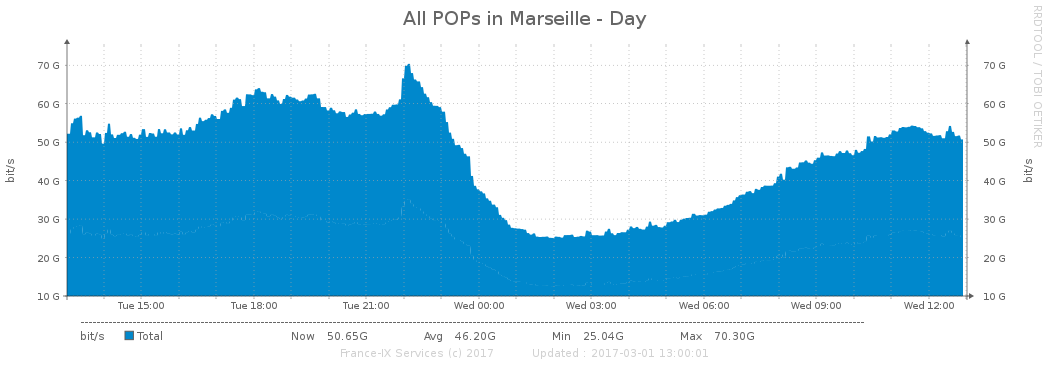 All POPs in Marseille - Day
RRDTOOL / TOBI OETIKER
bit/s
70 G
60 G
50 G
40 G
30 G
20 G
10 G
70 G
60 G
50 G
40 G
30 G
20 G
10 G
bit/s
Tue 15:00 Tue 18:00 Tue 21:00 Wed 00:00 Wed 03:00 Wed 06:00 Wed 09:00 Wed 12:00
bit/s Total Now 50.65G Avg 46.20G Min 25.04G Max 70.30G
France-IX Services (c) 2017 Updated : 2017-03-01 13:00:01